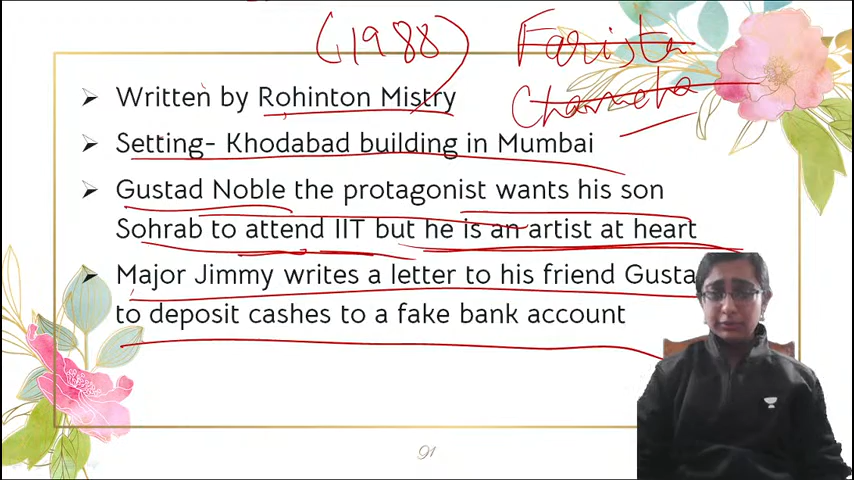 (1988) Farista
Chamcha
Written by Rohinton Mistry
Setting- Khodabad building in Mumbai
Gustad Noble the protagonist wants his son
Sohrab to attend IIT but he is an artist at heart
Major Jimmy writes a letter to his friend Gusta
to deposit cashes to a fake bank account
91